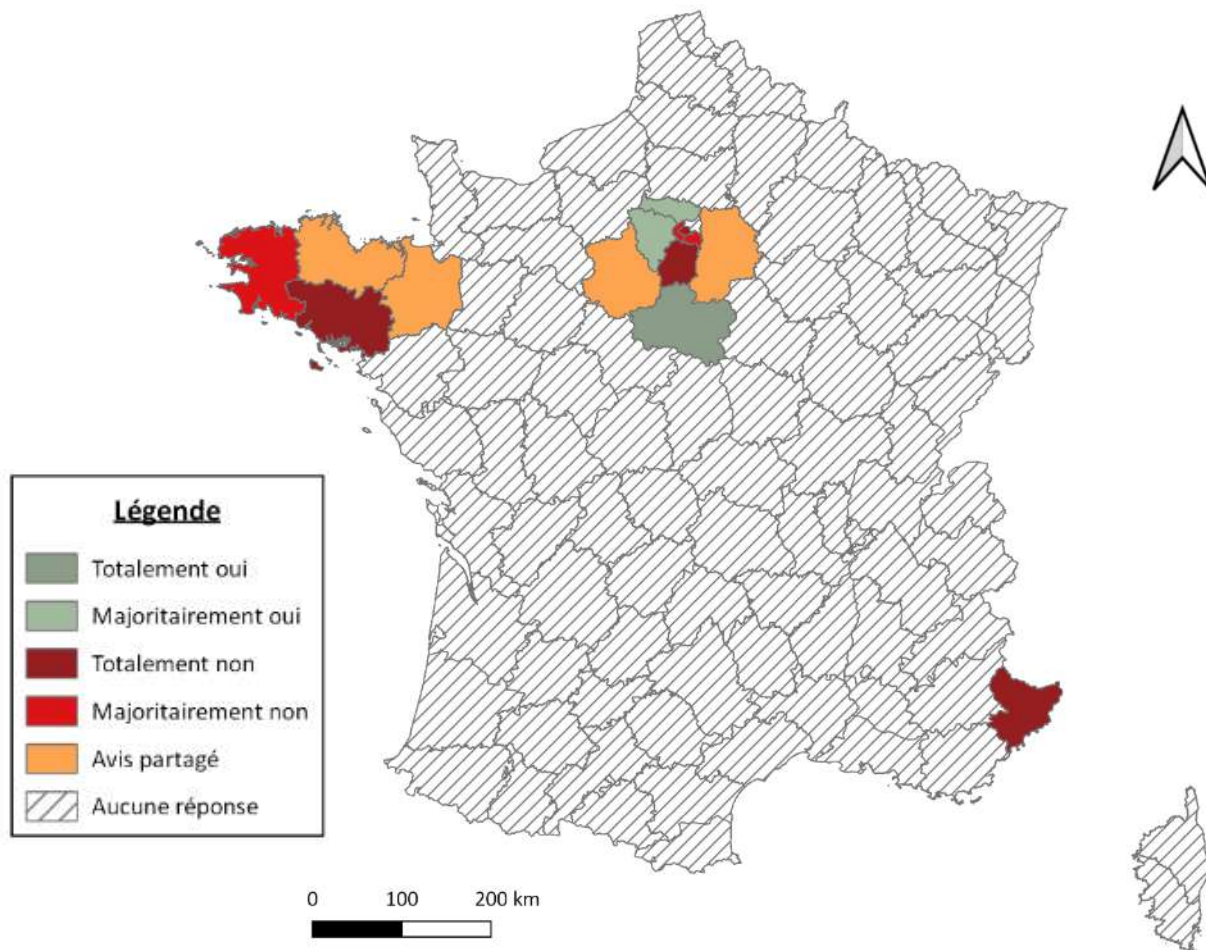 Légende
Totalement oui
Majoritairement oui
Totalement non
Majoritairement non
Avis partagé
Aucune réponse
0 100 200 km